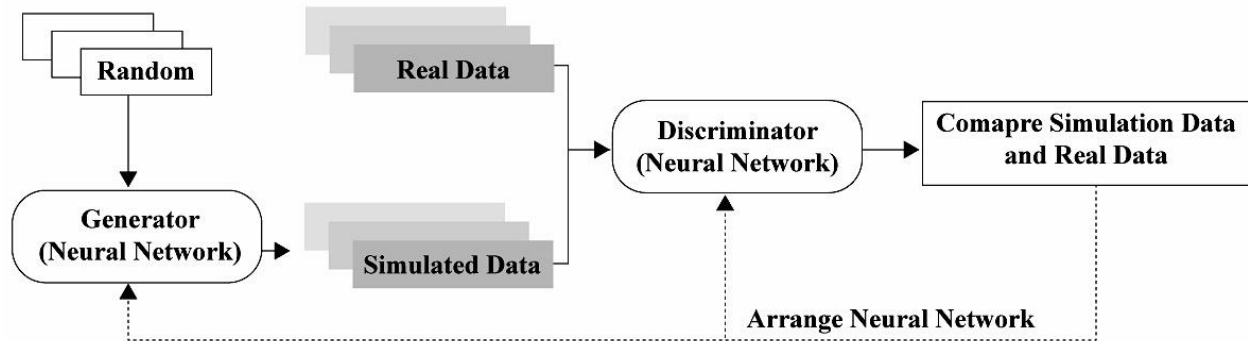 Random
Real Data
Discriminator
(Neural Network)
Comapre Simulation Data
and Real Data
Generator
(Neural Network)
Simulated Data
Arrange Neural Network